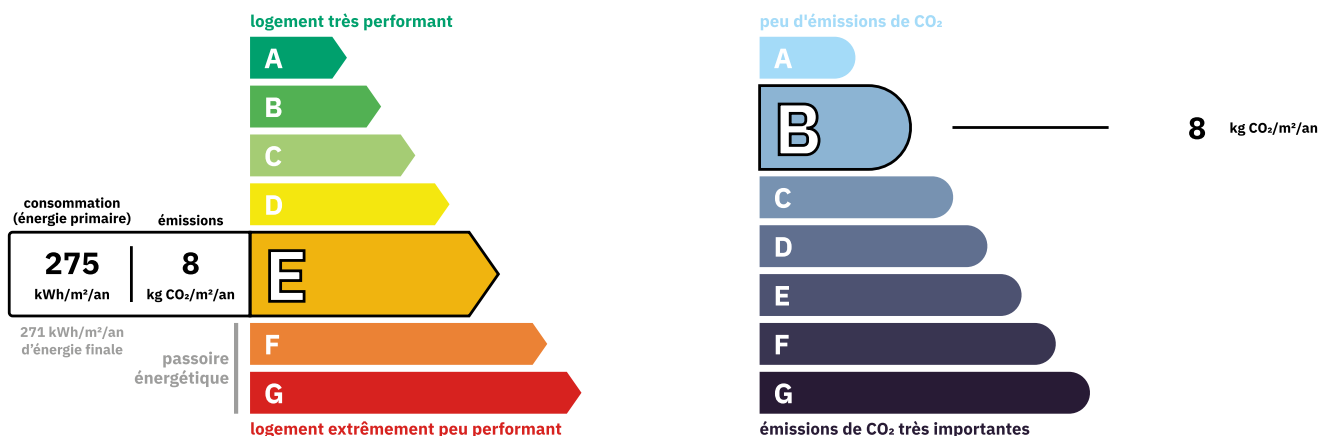 logement très performant
A
B
C
D
consommation
(énergie primaire)
émissions
275
kWh/m²/an
8
kg CO₂/m²/an
E
271 kWh/m²/an
d'énergie finale
passoire
énergétique
F
G
logement extrêmement peu performant
peu d'émissions de CO₂
A
B
8 kg CO₂/m²/an
C
D
E
F
G
émissions de CO₂ très importantes